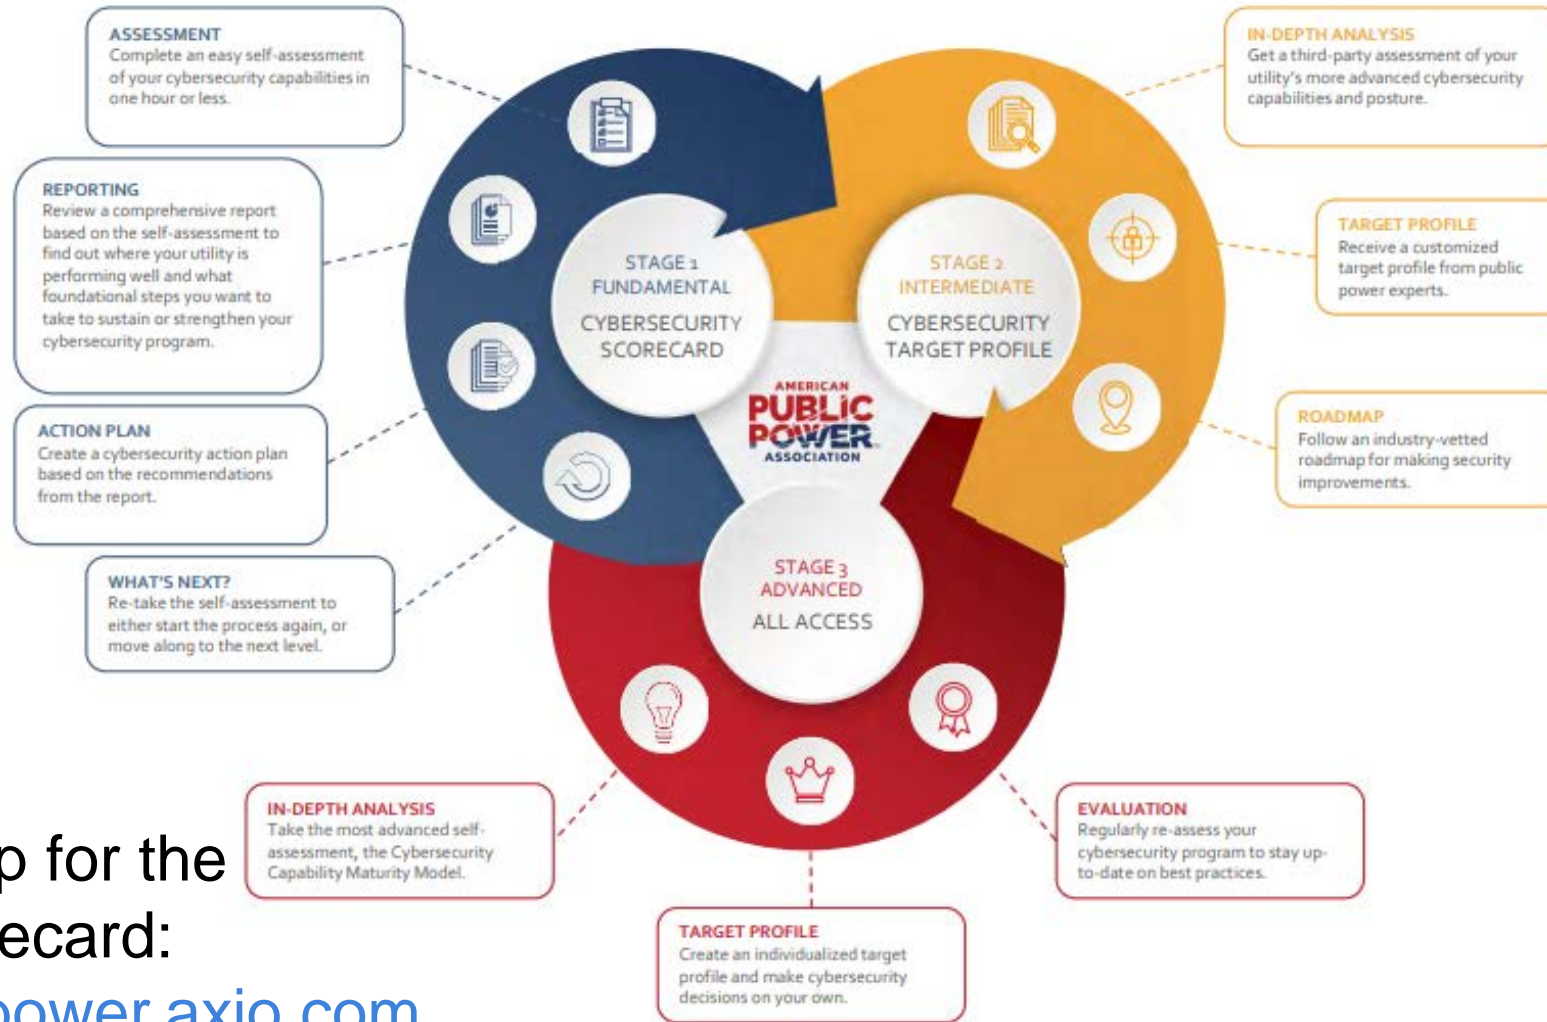 ASSESSMENT
Complete an easy self-assessment
of your cybersecurity capabilities in
one hour or less.
REPORTING
Review a comprehensive report
based on the self-assessment to
find out where your utility is
performing well and what
foundational steps you want to
take to sustain or strengthen your
cybersecurity program.
ACTION PLAN
Create a cybersecurity action plan
based on the recommendations
from the report.
WHAT'S NEXT?
Re-take the self-assessment to
either start the process again, or
move along to the next level.
STAGE 1
FUNDAMENTAL
CYBERSECURITY
SCORECARD
STAGE 2
INTERMEDIATE
CYBERSECURITY
TARGET PROFILE
AMERICAN
PUBLIC
POWER
ASSOCIATION
STAGE 3
ADVANCED
ALL ACCESS
IN-DEPTH ANALYSIS
Get a third-party assessment of your
utility's more advanced cybersecurity
capabilities and posture.
TARGET PROFILE
Receive a customized
target profile from public
power experts.
ROADMAP
Follow an industry-vetted
roadmap for making security
improvements.
IN-DEPTH ANALYSIS
Take the most advanced self-
assessment, the Cybersecurity
Capability Maturity Model.
TARGET PROFILE
Create an individualized target
profile and make cybersecurity
decisions on your own.
EVALUATION
Regularly re-assess your
cybersecurity program to stay up-
to-date on best practices.
p for the
ecard:
power.axio.com